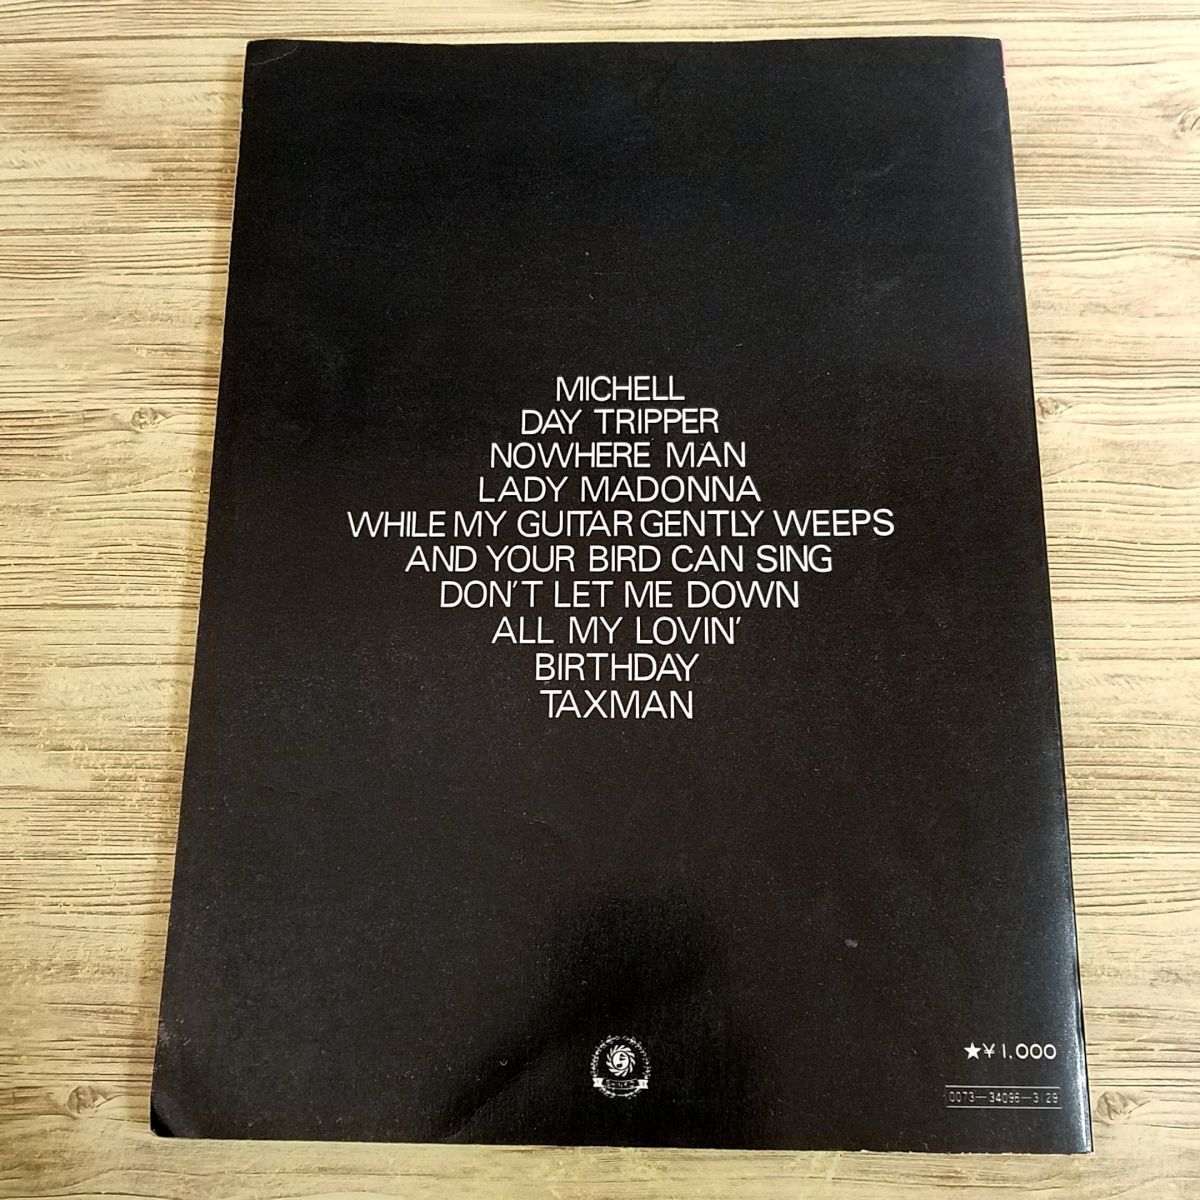 MICHELL
DAY TRIPPER
NOWHERE MAN
LADY MADONNA
WHILE MY GUITAR GENTLY WEEPS
AND YOUR BIRD CAN SING
DON'T LET ME DOWN
ALL MY LOVIN'
BIRTHDAY
TAXMAN
★¥1,000
0073—34096—3129